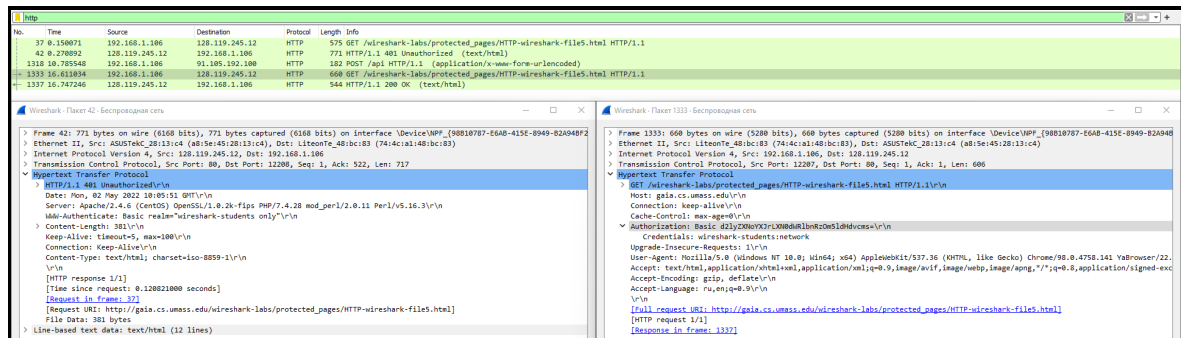 http
No. Time Source Destination Protocol Length Info
37 0.150071 192.168.1.106 128.119.245.12 HTTP 575 GET /wireshark-labs/protected_pages/HTTP-wireshark-file5.html HTTP/1.1
42 0.270892 128.119.245.12 192.168.1.106 HTTP 771 HTTP/1.1 401 Unauthorized (text/html)
1318 10.785548 192.168.1.106 91.105.192.100 HTTP 182 POST /api HTTP/1.1 (application/x-www-form-urlencoded)
1333 16.611034 192.168.1.106 128.119.245.12 HTTP 660 GET /wireshark-labs/protected_pages/HTTP-wireshark-file5.html HTTP/1.1
1337 16.747246 128.119.245.12 192.168.1.106 HTTP 544 HTTP/1.1 200 OK (text/html)
Wireshark · Пакет 42 · Беспроводная сеть
Frame 42: 771 bytes on wire (6168 bits), 771 bytes captured (6168 bits) on interface \Device\NPF_{98B10787-E6AB-415E-8949-B2A94BF2
Ethernet II, Src: ASUSTekC_28:13:c4 (a8:5e:45:28:13:c4), Dst: LiteonTe_48:bc:83 (74:4c:a1:48:bc:83)
Internet Protocol Version 4, Src: 128.119.245.12, Dst: 192.168.1.106
Transmission Control Protocol, Src Port: 80, Dst Port: 12208, Seq: 1, Ack: 522, Len: 717
Hypertext Transfer Protocol
HTTP/1.1 401 Unauthorized\r\n
Date: Mon, 02 May 2022 10:05:51 GMT\r\n
Server: Apache/2.4.6 (CentOS) OpenSSL/1.0.2k-fips PHP/7.4.28 mod_perl/2.0.11 Perl/v5.16.3\r\n
WWW-Authenticate: Basic realm="wireshark-students only"\r\n
Content-Length: 381\r\n
Keep-Alive: timeout=5, max=100\r\n
Connection: Keep-Alive\r\n
Content-Type: text/html; charset=iso-8859-1\r\n
\r\n
[HTTP response 1/1]
[Time since request: 0.120821000 seconds]
[Request in frame: 37]
[Request URI: http://gaia.cs.umass.edu/wireshark-labs/protected_pages/HTTP-wireshark-file5.html]
File Data: 381 bytes
Line-based text data: text/html (12 lines)
Wireshark · Пакет 1333 · Беспроводная сеть
Frame 1333: 660 bytes on wire (5280 bits), 660 bytes captured (5280 bits) on interface \Device\NPF_{98B10787-E6AB-415E-8949-B2A94B
Ethernet II, Src: LiteonTe_48:bc:83 (74:4c:a1:48:bc:83), Dst: ASUSTekC_28:13:c4 (a8:5e:45:28:13:c4)
Internet Protocol Version 4, Src: 192.168.1.106, Dst: 128.119.245.12
Transmission Control Protocol, Src Port: 12207, Dst Port: 80, Seq: 1, Ack: 1, Len: 606
Hypertext Transfer Protocol
GET /wireshark-labs/protected_pages/HTTP-wireshark-file5.html HTTP/1.1\r\n
Host: gaia.cs.umass.edu\r\n
Connection: keep-alive\r\n
Cache-Control: max-age=0\r\n
Authorization: Basic d2lyZXNoYXJrLXN0dWRlbnRzOm5ldHdvcms=\r\n
Credentials: wireshark-students:network
Upgrade-Insecure-Requests: 1\r\n
User-Agent: Mozilla/5.0 (Windows NT 10.0; Win64; x64) AppleWebKit/537.36 (KHTML, like Gecko) Chrome/98.0.4758.141 YaBrowser/22.
Accept: text/html,application/xhtml+xml,application/xml;q=0.9,image/avif,image/webp,image/apng,*/*;q=0.8,application/signed-exc
Accept-Encoding: gzip, deflate\r\n
Accept-Language: ru,en;q=0.9\r\n
\r\n
[Full request URI: http://gaia.cs.umass.edu/wireshark-labs/protected_pages/HTTP-wireshark-file5.html]
[HTTP request 1/1]
[Response in frame: 1337]